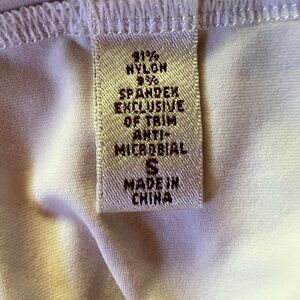 91%
NYLON
9%
SPANDEX
EXCLUSIVE
OF TRIM
ANTI-
MICROBIAL
S
MADE IN
CHINA